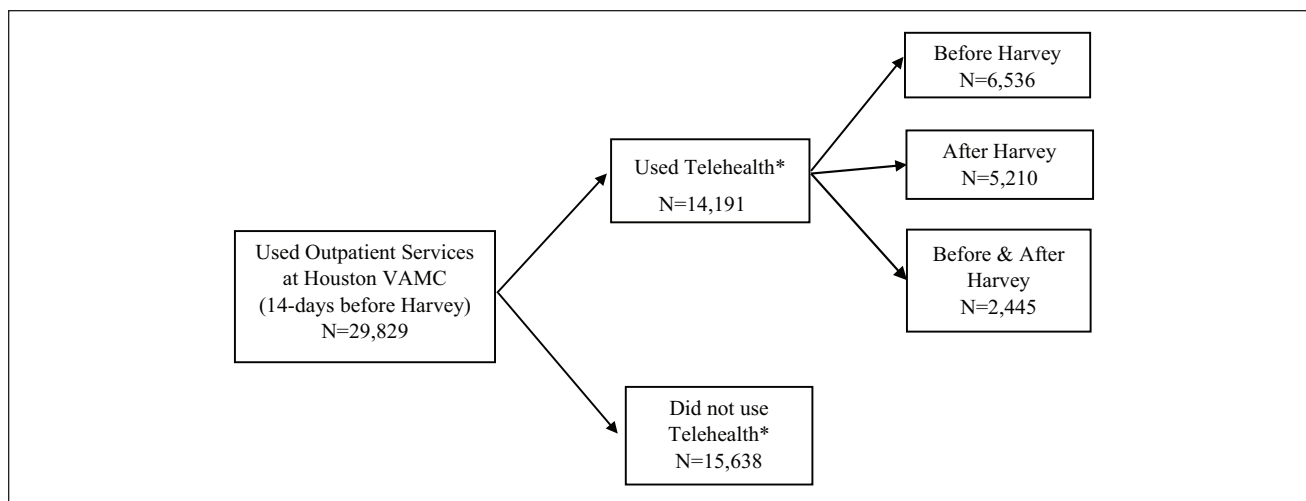 Used Outpatient Services
at Houston VAMC
(14-days before Harvey)
N=29,829
Used Telehealth*
N=14,191
Did not use
Telehealth*
N=15,638
Before Harvey
N=6,536
After Harvey
N=5,210
Before & After
Harvey
N=2,445